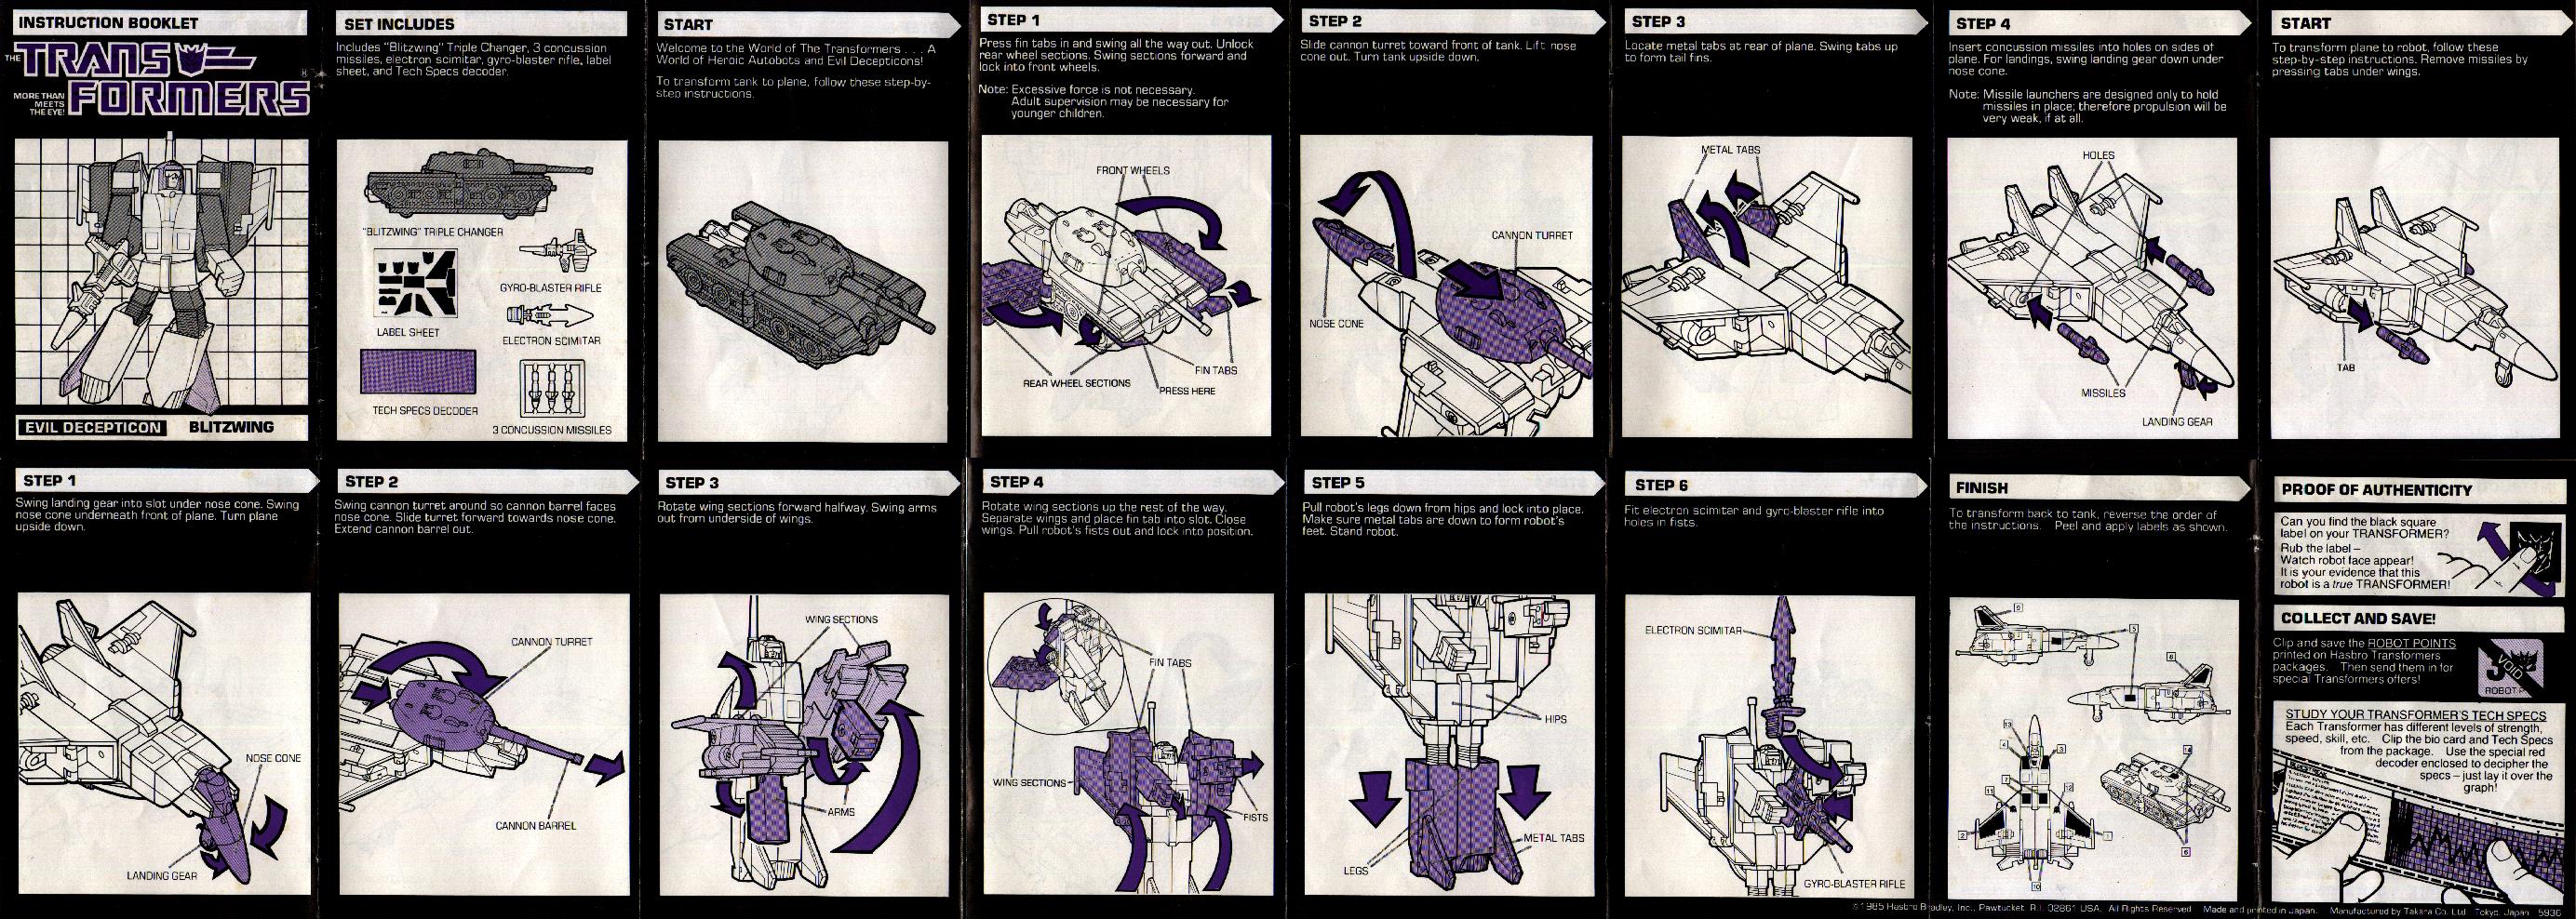 INSTRUCTION BOOKLET
THE
TRANS
FORMERS
®
MORE THAN
MEETS
THE EYE!
EVIL DECEPTICON BLITZWING
SET INCLUDES
Includes "Blitzwing" Triple Changer, 3 concussion
missiles, electron scimitar, gyro-blaster rifle, label
sheet, and Tech Specs decoder.
"BLITZWING" TRIPLE CHANGER
GYRO-BLASTER RIFLE
LABEL SHEET
ELECTRON SCIMITAR
TECH SPECS DECODER
3 CONCUSSION MISSILES
START
Welcome to the World of The Transformers . . . A
World of Heroic Autobots and Evil Decepticons!
To transform tank to plane, follow these step-by-
step instructions.
STEP 1
Press fin tabs in and swing all the way out. Unlock
rear wheel sections. Swing sections forward and
lock into front wheels.
Note: Excessive force is not necessary.
Adult supervision may be necessary for
younger children.
FRONT WHEELS
REAR WHEEL SECTIONS
FIN TABS
PRESS HERE
STEP 2
Slide cannon turret toward front of tank. Lift nose
cone out. Turn tank upside down.
CANNON TURRET
NOSE CONE
STEP 3
Locate metal tabs at rear of plane. Swing tabs up
to form tail fins.
METAL TABS
STEP 4
Insert concussion missiles into holes on sides of
plane. For landings, swing landing gear down under
nose cone.
Note: Missile launchers are designed only to hold
missiles in place; therefore propulsion will be
very weak, if at all.
HOLES
MISSILES
LANDING GEAR
START
To transform plane to robot, follow these
step-by-step instructions. Remove missiles by
pressing tabs under wings.
TAB
STEP 1
Swing landing gear into slot under nose cone. Swing
nose cone underneath front of plane. Turn plane
upside down.
NOSE CONE
LANDING GEAR
STEP 2
Swing cannon turret around so cannon barrel faces
nose cone. Slide turret forward towards nose cone.
Extend cannon barrel out.
CANNON TURRET
CANNON BARREL
STEP 3
Rotate wing sections forward halfway. Swing arms
out from underside of wings.
WING SECTIONS
ARMS
STEP 4
Rotate wing sections up the rest of the way.
Separate wings and place fin tab into slot. Close
wings. Pull robot's fists out and lock into position.
FIN TABS
WING SECTIONS
FISTS
STEP 5
Pull robot's legs down from hips and lock into place.
Make sure metal tabs are down to form robot's
feet. Stand robot.
HIPS
METAL TABS
LEGS
STEP 6
Fit electron scimitar and gyro-blaster rifle into
holes in fists.
ELECTRON SCIMITAR
GYRO-BLASTER RIFLE
FINISH
To transform back to tank, reverse the order of
the instructions. Peel and apply labels as shown.
PROOF OF AUTHENTICITY
Can you find the black square
label on your TRANSFORMER?
Rub the label –
Watch robot face appear!
It is your evidence that this
robot is a true TRANSFORMER!
COLLECT AND SAVE!
Clip and save the ROBOT POINTS
printed on Hasbro Transformers
packages. Then send them in for
special Transformers offers!
3
VOID
STUDY YOUR TRANSFORMER'S TECH SPECS
Each Transformer has different levels of strength,
speed, skill, etc. Clip the bio card and Tech Specs
from the package. Use the special red
decoder enclosed to decipher the
specs – just lay it over the
graph!
©1985 Hasbro Bradley, Inc., Pawtucket, R.I. 02861 USA. All Rights Reserved Made and printed in Japan. Manufactured by Takara Co. Ltd. Tokyo, Japan